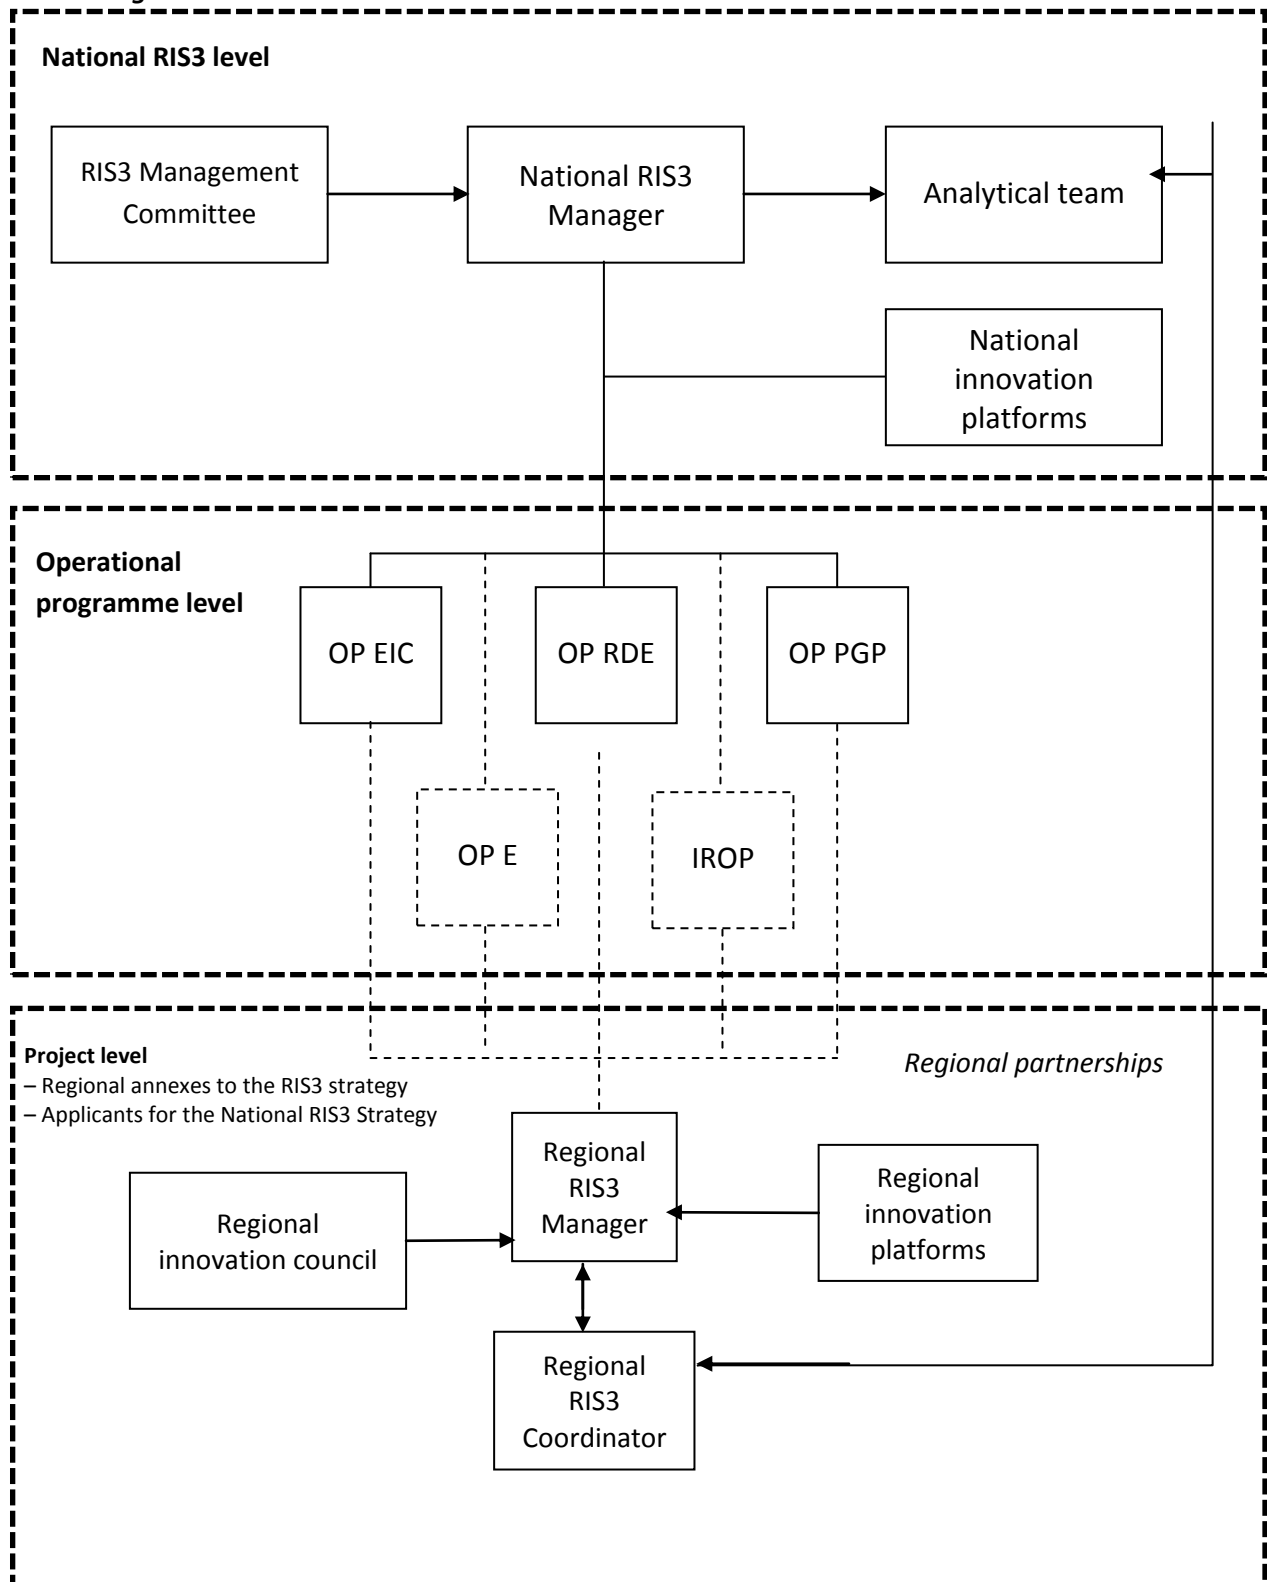 National RIS3 level
RIS3 Management
Committee
National RIS3
Manager
Analytical team
National
innovation
platforms
Operational
programme level
OP EIC
OP RDE
OP PGP
OP E
IROP
Project level
– Regional annexes to the RIS3 strategy
– Applicants for the National RIS3 Strategy
Regional partnerships
Regional
RIS3
Manager
Regional
innovation council
Regional
innovation
platforms
Regional
RIS3
Coordinator